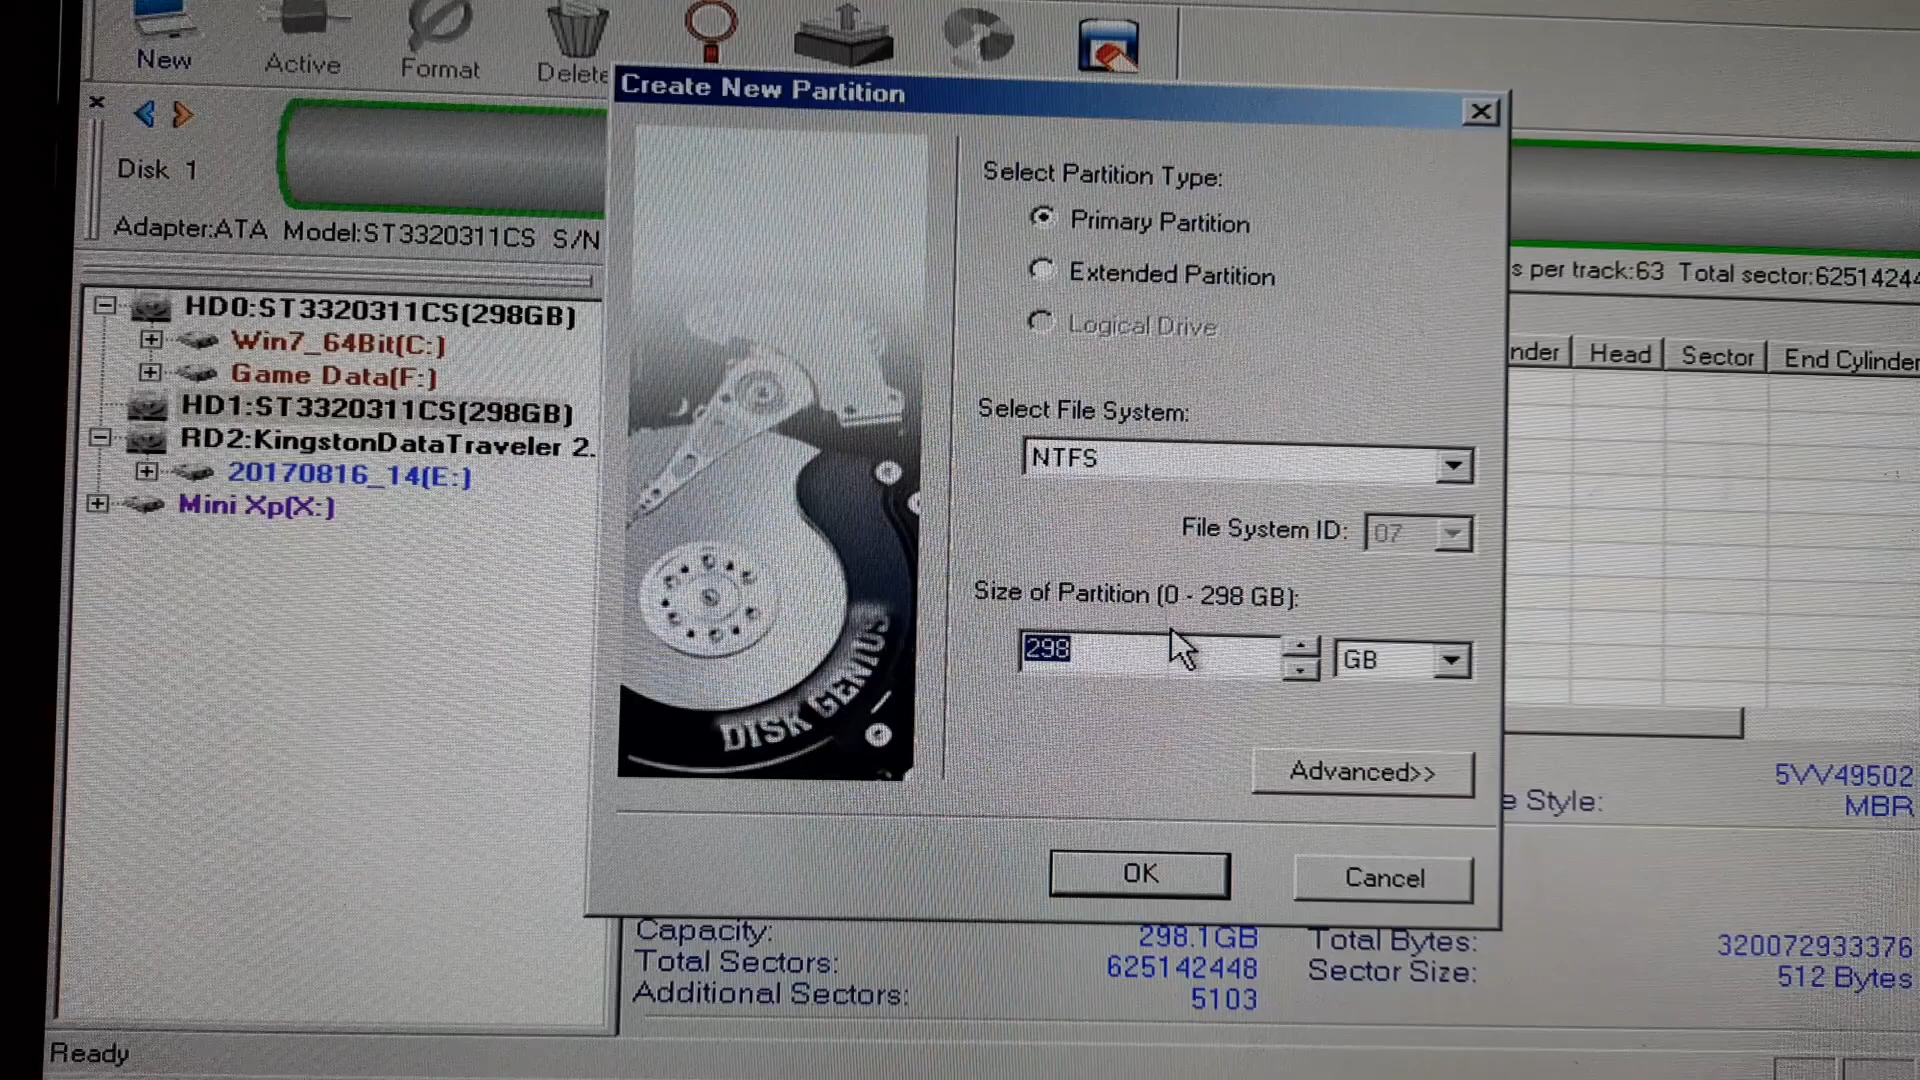 New
Active
Format
Delete
Create New Partition
Disk 1
Select Partition Type:
Primary Partition
Adapter:ATA Model:ST3320311CS S/N
Extended Partition
s per track:63 Total sector:62514244
Logical Drive
HD0:ST3320311CS(298GB)
Win7_64Bit(C:)
Game Data(F:)
HD1:ST3320311CS(298GB)
RD2:KingstonDataTraveler 2.
20170816_14(E:)
Mini Xp(X:)
nder Head Sector End Cylinder
Select File System:
NTFS
File System ID: 07
Size of Partition (0 - 298 GB):
298 GB
DISK GENIUS
Advanced>>
5VV49502
e Style: MBR
OK Cancel
Capacity: 298.1GB Total Bytes: 320072933376
Total Sectors: 625142448 Sector Size: 512 Bytes
Additional Sectors: 5103
Ready